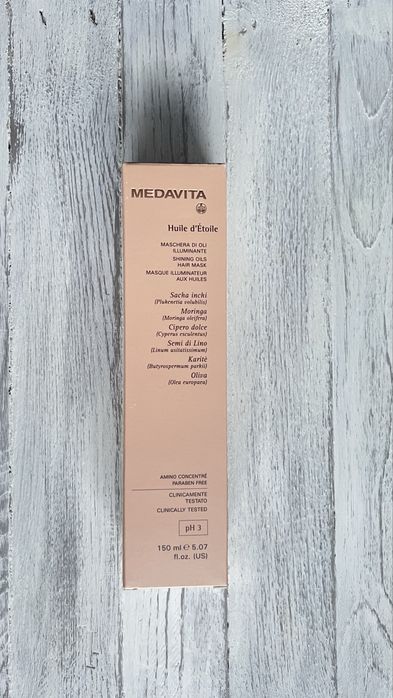 MEDAVITA
Huile d'Étoile
MASCHERA DI OLI
ILLUMINANTE
SHINING OILS
HAIR MASK
MASQUE ILLUMINATEUR
AUX HUILES
Sacha inchi
(Plukenetia volubilis)
Moringa
(Moringa oleifera)
Cipero dolce
(Cyperus esculentus)
Semi di Lino
(Linum usitatissimum)
Karité
(Butyrospermum parkii)
Oliva
(Olea europaea)
AMINO CONCENTRÉ
PARABEN FREE
CLINICAMENTE
TESTATO
CLINICALLY TESTED
pH 3
150 ml ℮ 5.07
fl.oz. (US)